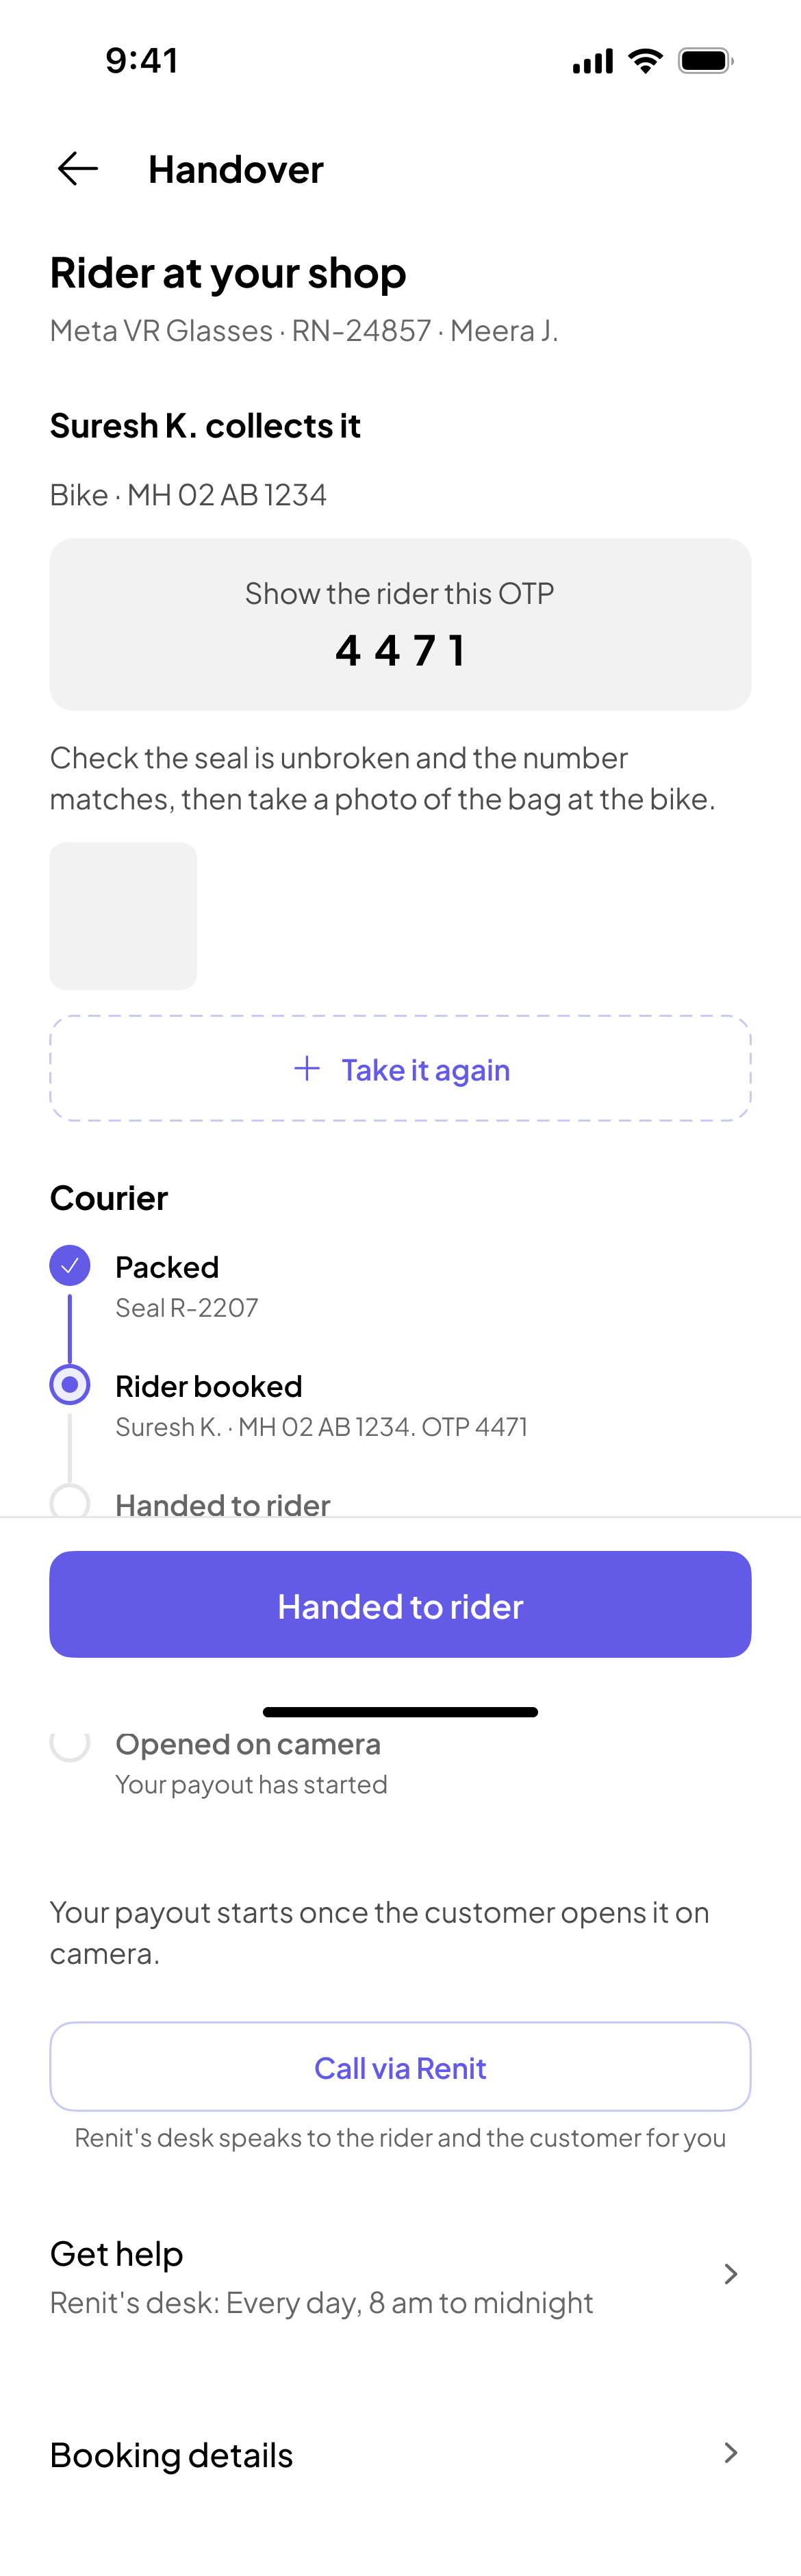 9:41
Handover
Rider at your shop
Meta VR Glasses · RN-24857 · Meera J.
Suresh K. collects it
Bike · MH 02 AB 1234
Show the rider this OTP
4 4 7 1
Check the seal is unbroken and the number
matches, then take a photo of the bag at the bike.
+ Take it again
Courier
Packed
Seal R-2207
Rider booked
Suresh K. · MH 02 AB 1234. OTP 4471
Handed to rider
Handed to rider
Opened on camera
Your payout has started
Your payout starts once the customer opens it on
camera.
Call via Renit
Renit's desk speaks to the rider and the customer for you
Get help
Renit's desk: Every day, 8 am to midnight
Booking details